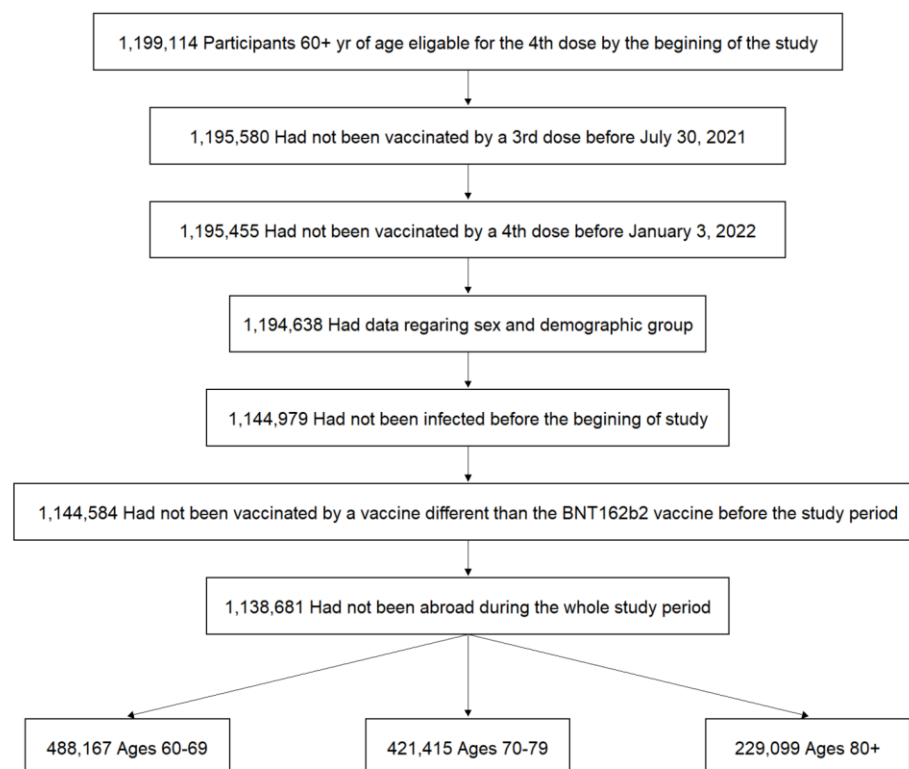 1,199,114 Participants 60+ yr of age eligable for the 4th dose by the begining of the study
1,195,580 Had not been vaccinated by a 3rd dose before July 30, 2021
1,195,455 Had not been vaccinated by a 4th dose before January 3, 2022
1,194,638 Had data regaring sex and demographic group
1,144,979 Had not been infected before the begining of study
1,144,584 Had not been vaccinated by a vaccine different than the BNT162b2 vaccine before the study period
1,138,681 Had not been abroad during the whole study period
488,167 Ages 60-69
421,415 Ages 70-79
229,099 Ages 80+